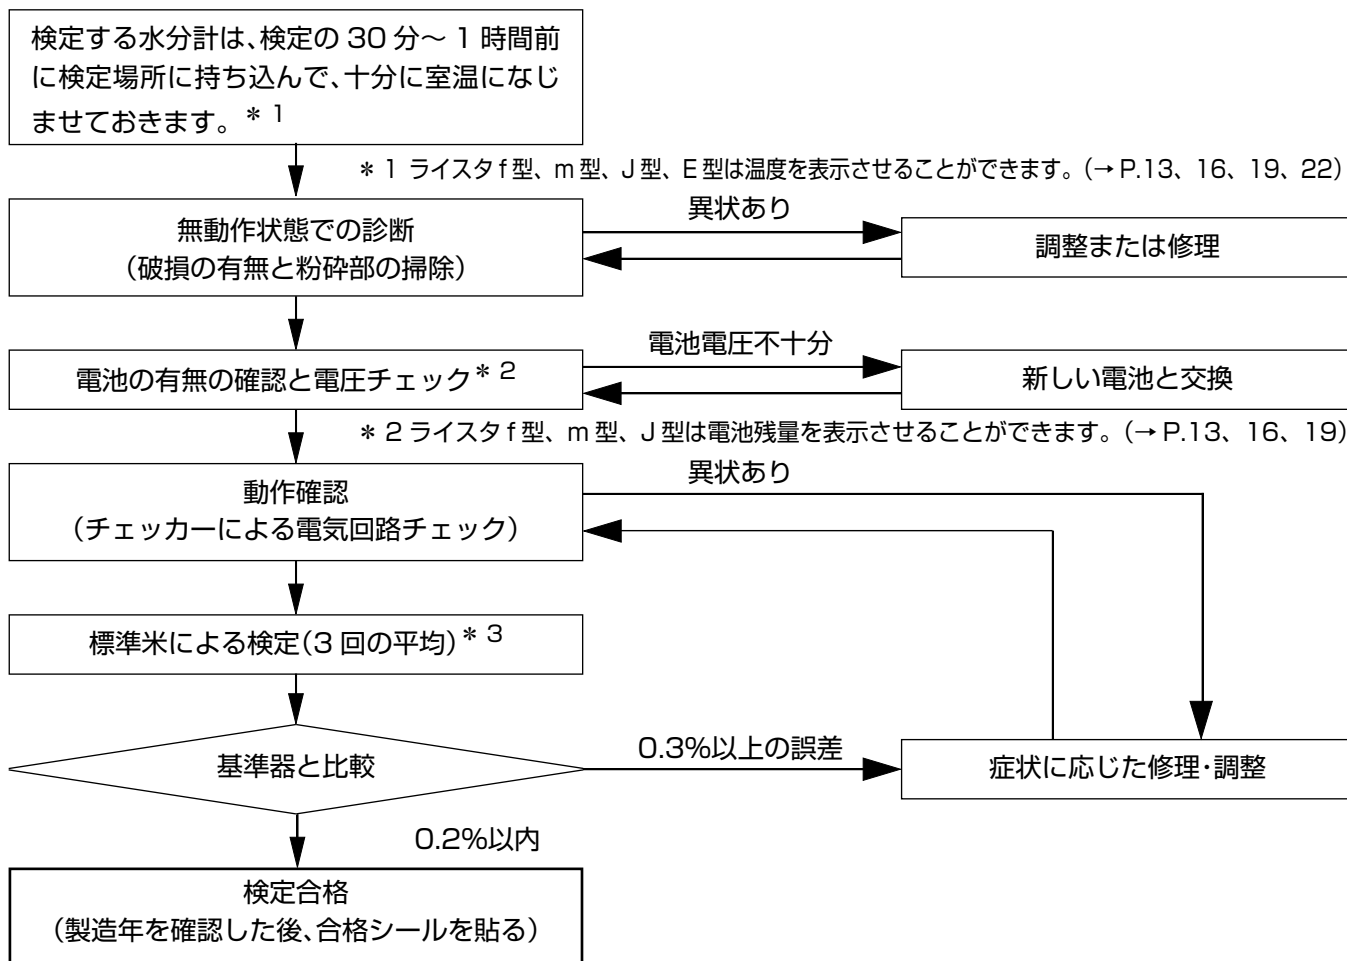 検定する水分計は、検定の 30 分～ 1 時間前
に検定場所に持ち込んで、十分に室温になじ
ませておきます。＊ 1
＊ 1 ライスタ f 型、m 型、J 型、E 型は温度を表示させることができます。(→ P.13、16、19、22)
異状あり
無動作状態での診断
（破損の有無と粉砕部の掃除）
調整または修理
電池電圧不十分
電池の有無の確認と電圧チェック＊ 2
新しい電池と交換
＊ 2 ライスタ f 型、m 型、J 型は電池残量を表示させることができます。(→ P.13、16、19)
異状あり
動作確認
（チェッカーによる電気回路チェック）
標準米による検定(3 回の平均)＊ 3
基準器と比較
0.3%以上の誤差
症状に応じた修理･調整
0.2%以内
検定合格
（製造年を確認した後、合格シールを貼る）